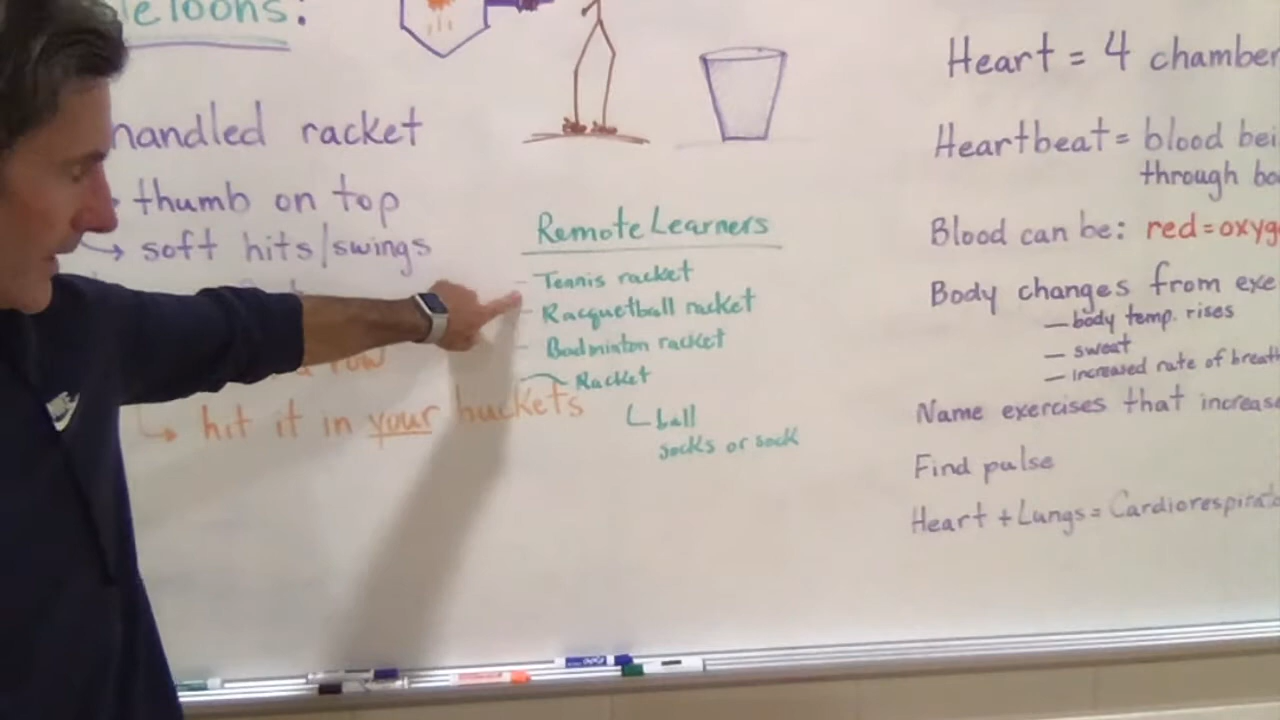 handled racket
thumb on top
soft hits/swings
hit it in your buckets
Remote Learners
- Tennis racket
- Racquetball racket
- Badminton racket
Racket
ball
socks or sock
Heart = 4 chamber
Heartbeat = blood bei
through bo
Blood can be: red = oxyg
Body changes from exe
— body temp. rises
— sweat
— increased rate of breath
Name exercises that increase
Find pulse
Heart + Lungs = Cardiorespirato